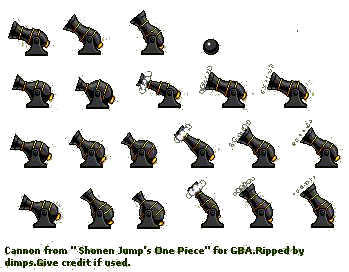 Cannon from "Shonen Jump's One Piece" for GBA.Ripped by
dimps.Give credit if used.